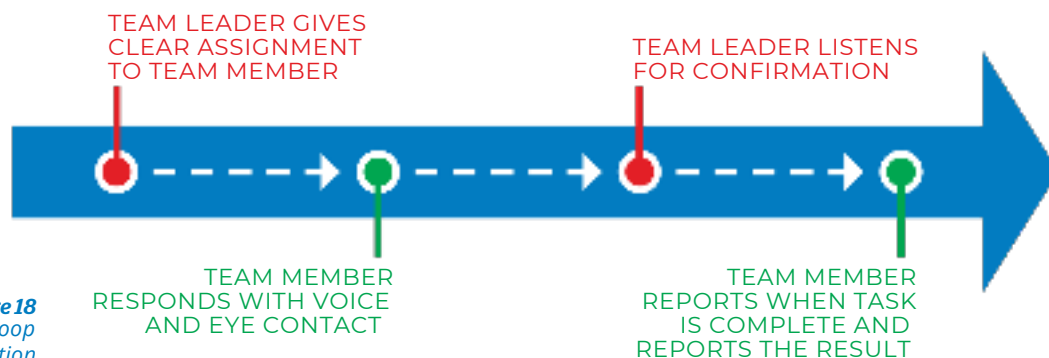 TEAM LEADER GIVES
CLEAR ASSIGNMENT
TO TEAM MEMBER
TEAM LEADER LISTENS
FOR CONFIRMATION
TEAM MEMBER
RESPONDS WITH VOICE
AND EYE CONTACT
TEAM MEMBER
REPORTS WHEN TASK
IS COMPLETE AND
REPORTS THE RESULT
18